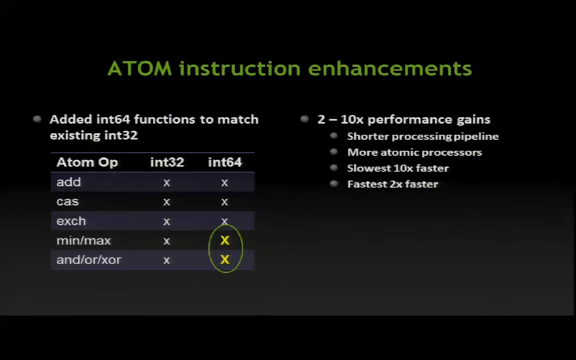 ATOM instruction enhancements
Added int64 functions to match
existing int32
Atom Op int32 int64
add x x
cas x x
exch x x
min/max x X
and/or/xor x X
2 – 10x performance gains
Shorter processing pipeline
More atomic processors
Slowest 10x faster
Fastest 2x faster